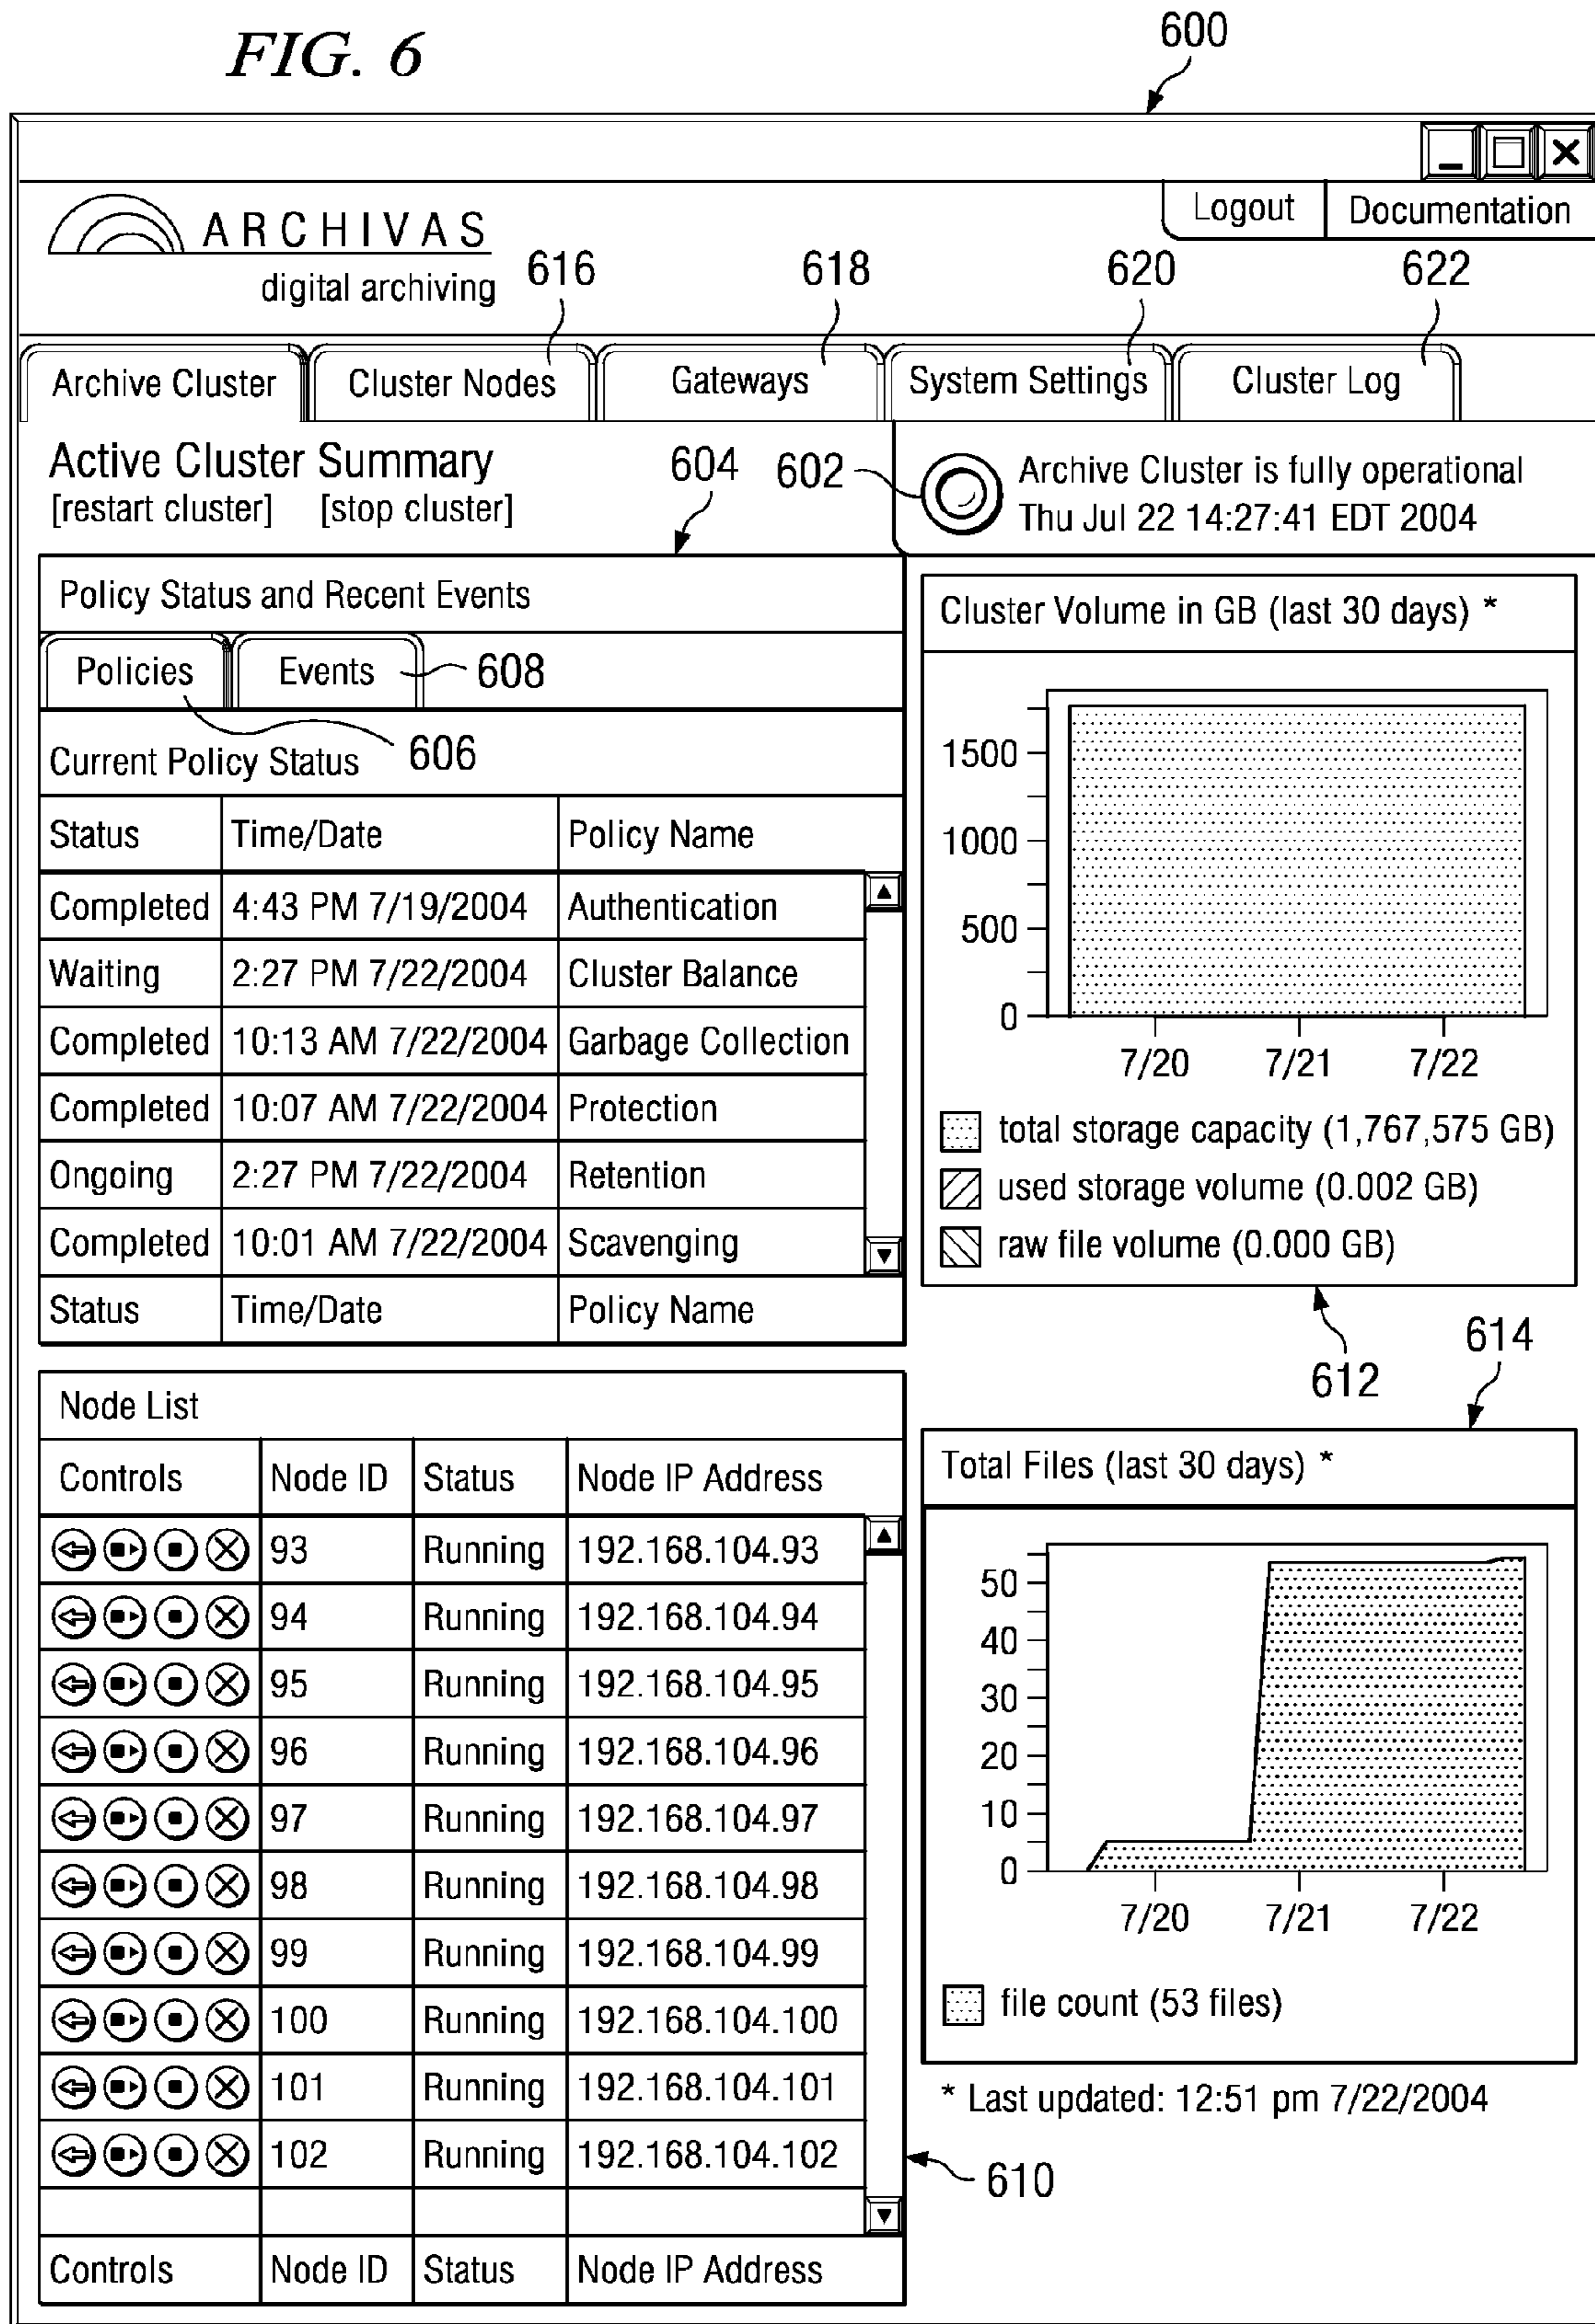 FIG. 6
600
Logout Documentation
ARCHIVAS
digital archiving
616 618 620 622
Archive Cluster Cluster Nodes Gateways System Settings Cluster Log
Active Cluster Summary
[restart cluster] [stop cluster]
604 602
Archive Cluster is fully operational
Thu Jul 22 14:27:41 EDT 2004
Policy Status and Recent Events
Policies Events 608
Current Policy Status 606
Status Time/Date Policy Name
Completed 4:43 PM 7/19/2004 Authentication
Waiting 2:27 PM 7/22/2004 Cluster Balance
Completed 10:13 AM 7/22/2004 Garbage Collection
Completed 10:07 AM 7/22/2004 Protection
Ongoing 2:27 PM 7/22/2004 Retention
Completed 10:01 AM 7/22/2004 Scavenging
Status Time/Date Policy Name
Cluster Volume in GB (last 30 days) *
1500
1000
500
0
7/20 7/21 7/22
total storage capacity (1,767,575 GB)
used storage volume (0.002 GB)
raw file volume (0.000 GB)
612
614
Node List
Controls Node ID Status Node IP Address
93 Running 192.168.104.93
94 Running 192.168.104.94
95 Running 192.168.104.95
96 Running 192.168.104.96
97 Running 192.168.104.97
98 Running 192.168.104.98
99 Running 192.168.104.99
100 Running 192.168.104.100
101 Running 192.168.104.101
102 Running 192.168.104.102
Controls Node ID Status Node IP Address
610
Total Files (last 30 days) *
50
40
30
20
10
0
7/20 7/21 7/22
file count (53 files)
* Last updated: 12:51 pm 7/22/2004